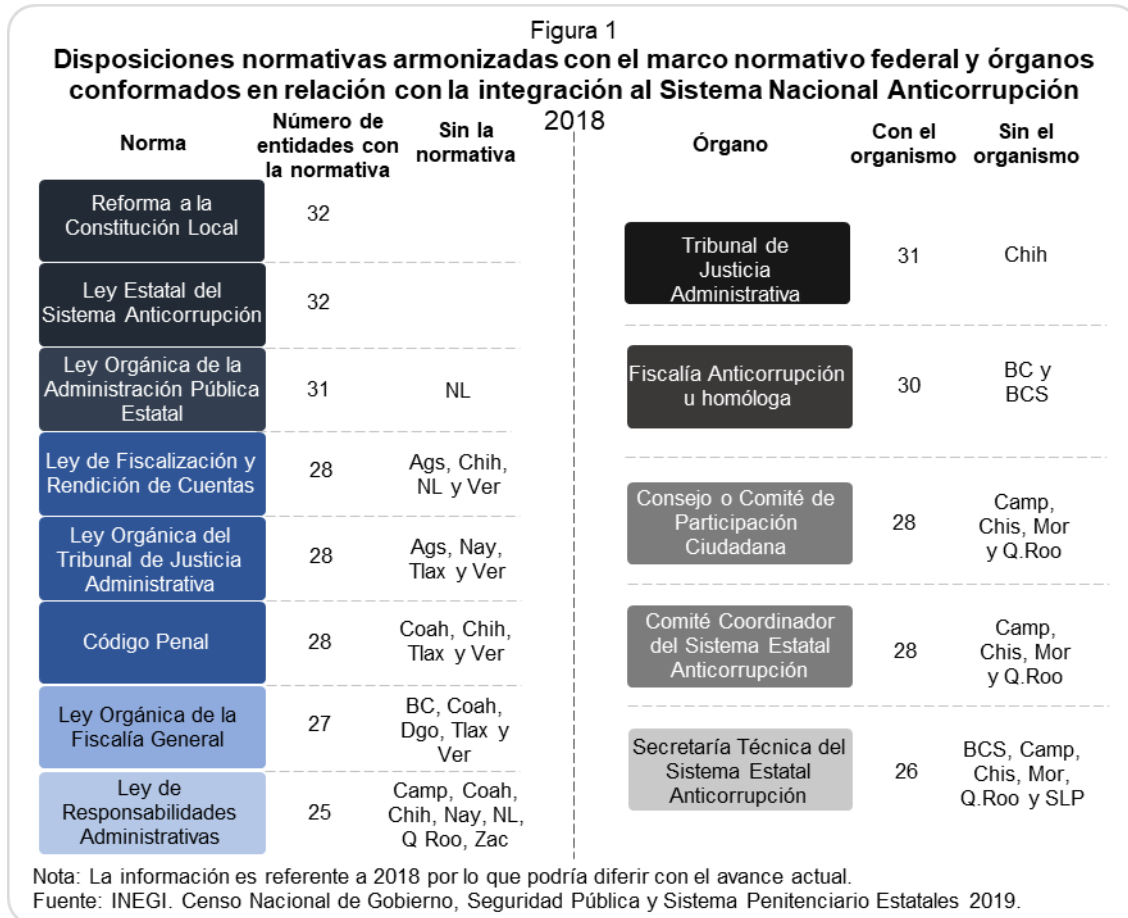 Figura 1
Disposiciones normativas armonizadas con el marco normativo federal y órganos
conformados en relación con la integración al Sistema Nacional Anticorrupción
2018
Norma
Número de
entidades con
la normativa
Sin la
normativa
Reforma a la
Constitución Local
32
Ley Estatal del
Sistema Anticorrupción
32
Ley Orgánica de la
Administración Pública
Estatal
31
NL
Ley de Fiscalización y
Rendición de Cuentas
28
Ags, Chih,
NL y Ver
Ley Orgánica del
Tribunal de Justicia
Administrativa
28
Ags, Nay,
Tlax y Ver
Código Penal
28
Coah, Chih,
Tlax y Ver
Ley Orgánica de la
Fiscalía General
27
BC, Coah,
Dgo, Tlax y
Ver
Ley de
Responsabilidades
Administrativas
25
Camp, Coah,
Chih, Nay, NL,
Q Roo, Zac
Órgano
Con el
organismo
Sin el
organismo
Tribunal de
Justicia
Administrativa
31
Chih
Fiscalía Anticorrupción
u homóloga
30
BC y
BCS
Consejo o Comité de
Participación
Ciudadana
28
Camp,
Chis, Mor
y Q.Roo
Comité Coordinador
del Sistema Estatal
Anticorrupción
28
Camp,
Chis, Mor
y Q.Roo
Secretaría Técnica del
Sistema Estatal
Anticorrupción
26
BCS, Camp,
Chis, Mor,
Q.Roo y SLP
Nota: La información es referente a 2018 por lo que podría diferir con el avance actual.
Fuente: INEGI. Censo Nacional de Gobierno, Seguridad Pública y Sistema Penitenciario Estatales 2019.